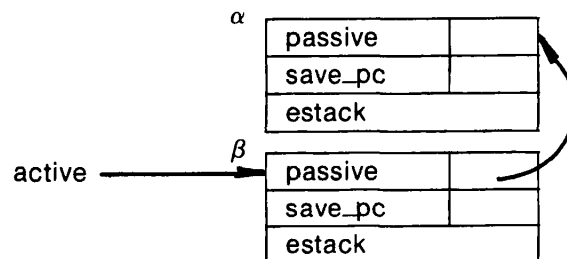 α
passive
save_pc
estack
β
active
passive
save_pc
estack